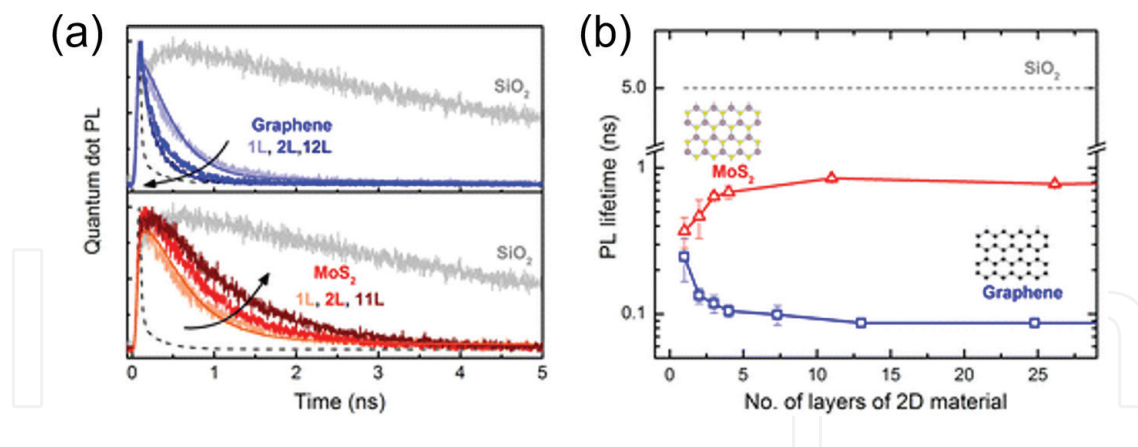 (a)
Quantum dot PL
SiO2
Graphene
1L, 2L,12L
SiO2
MoS2
1L, 2L, 11L
0 1 2 3 4 5
Time (ns)
(b)
PL lifetime (ns)
5.0
1
0.1
SiO2
MoS2
Graphene
0 5 10 15 20 25
No. of layers of 2D material